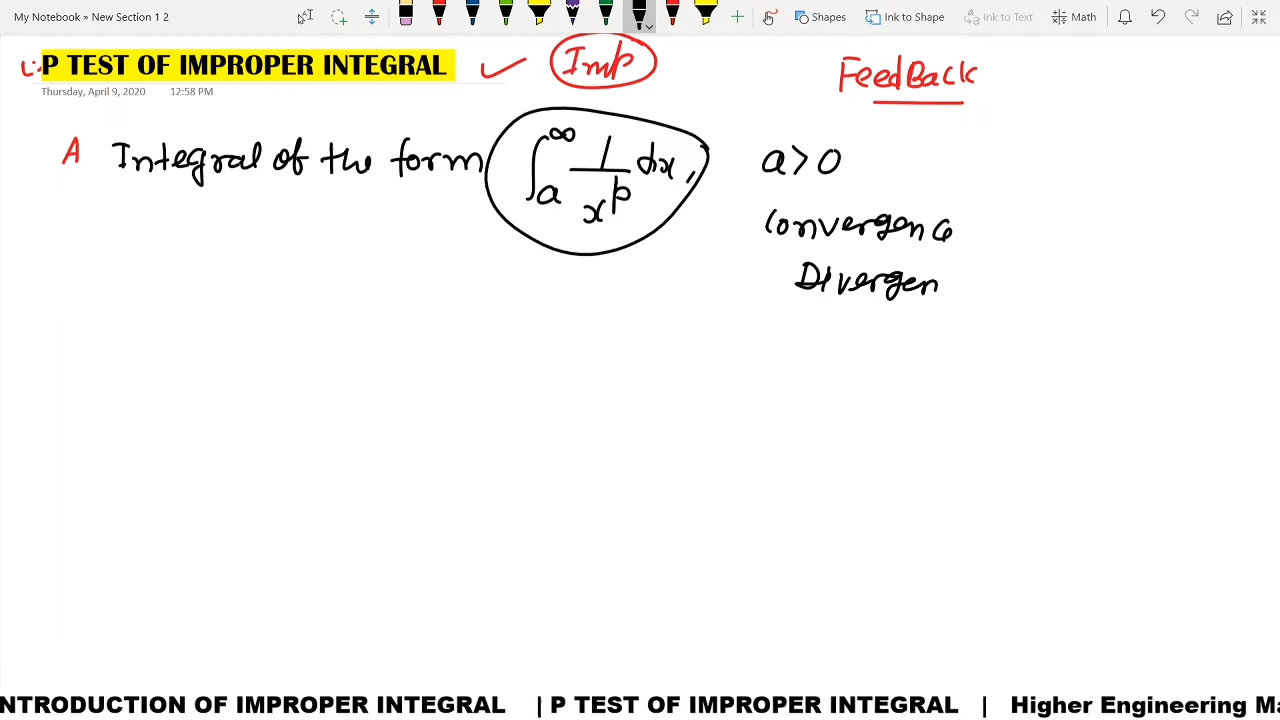 My Notebook » New Section 1 2
Shapes Ink to Shape Ink to Text Math
P TEST OF IMPROPER INTEGRAL Imp FeedBack
Thursday, April 9, 2020 12:58 PM
A Integral of the form ∫_a^∞ 1/x^p dx, a>0
Convergence
Divergen
NTRODUCTION OF IMPROPER INTEGRAL | P TEST OF IMPROPER INTEGRAL | Higher Engineering Ma